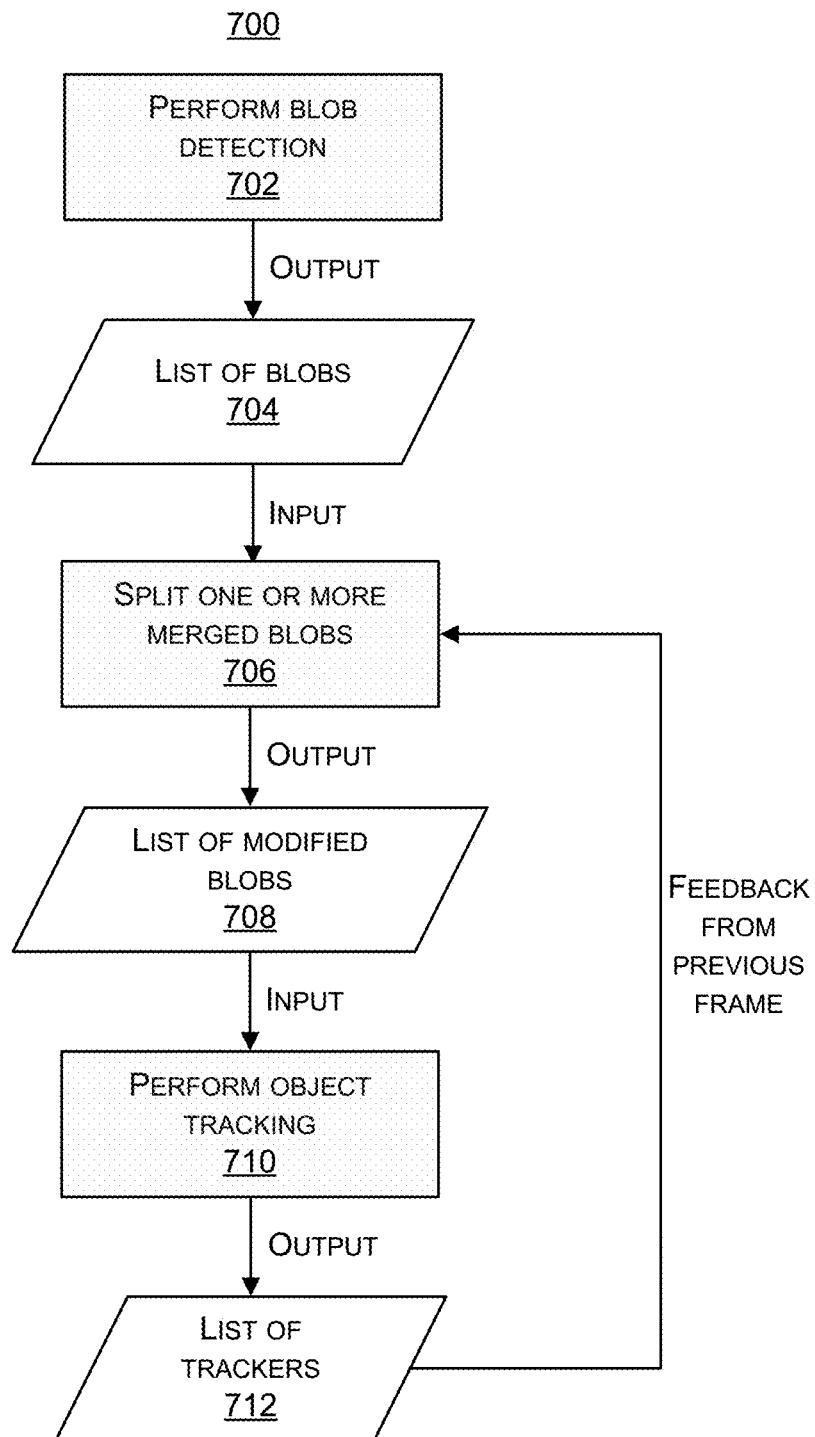 700
PERFORM BLOB
DETECTION
702
OUTPUT
LIST OF BLOBS
704
INPUT
SPLIT ONE OR MORE
MERGED BLOBS
706
OUTPUT
LIST OF MODIFIED
BLOBS
708
INPUT
PERFORM OBJECT
TRACKING
710
OUTPUT
LIST OF
TRACKERS
712
FEEDBACK
FROM
PREVIOUS
FRAME